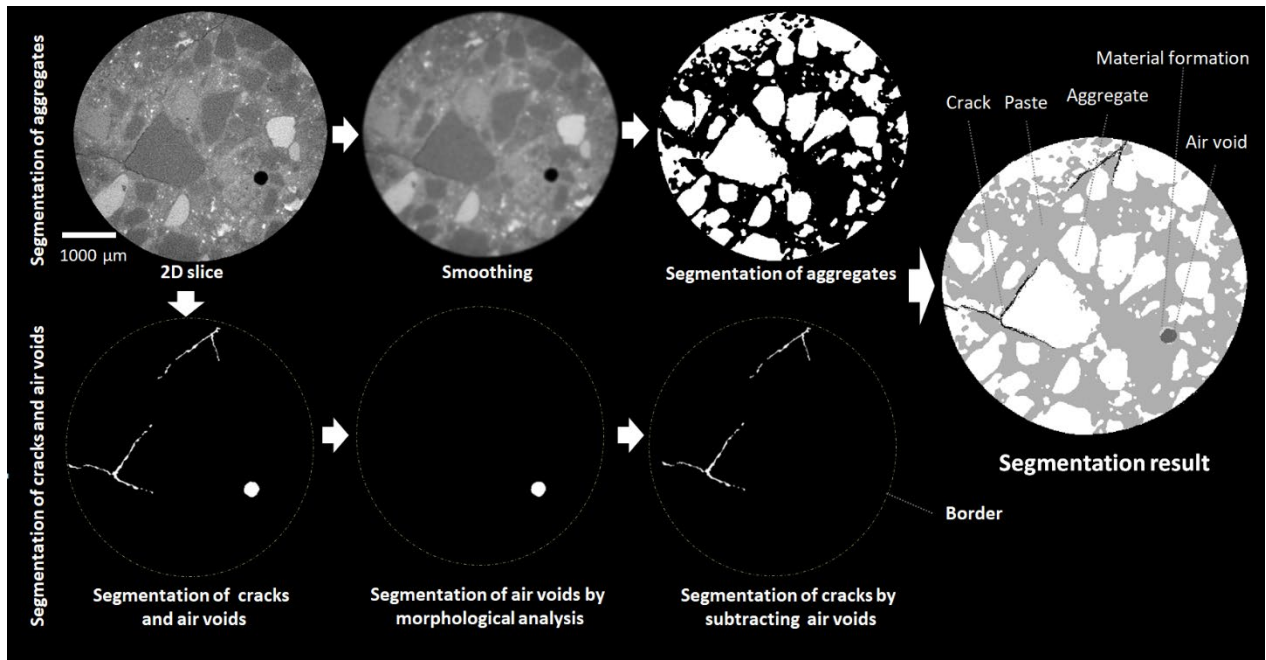 Segmentation of aggregates
1000 µm
2D slice
Smoothing
Segmentation of aggregates
Material formation
Crack
Paste
Aggregate
Air void
Segmentation result
Segmentation of cracks and air voids
Segmentation of cracks
and air voids
Segmentation of air voids by
morphological analysis
Segmentation of cracks by
subtracting air voids
Border